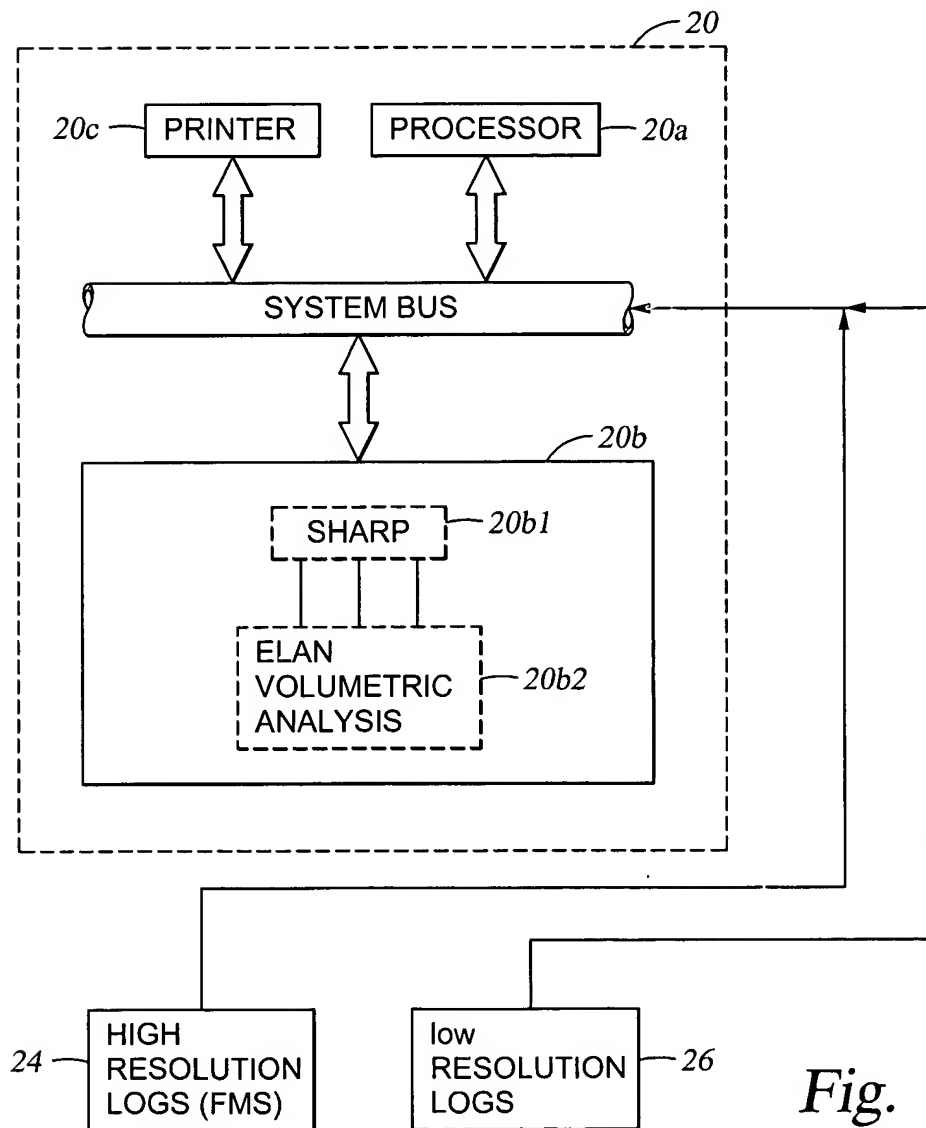 20
20c
PRINTER
PROCESSOR
20a
SYSTEM BUS
20b
SHARP
20b1
ELAN
VOLUMETRIC
ANALYSIS
20b2
24
HIGH
RESOLUTION
LOGS (FMS)
low
RESOLUTION
LOGS
26
Fig.